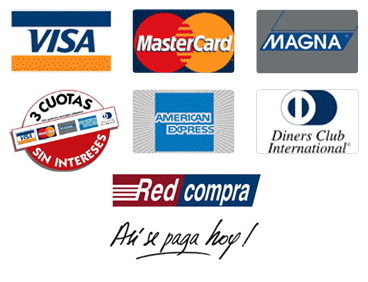 VISA
MasterCard
MAGNA
3 CUOTAS
SIN INTERESES
AMERICAN
EXPRESS
Diners Club
International®
Red compra
Así se paga hoy!